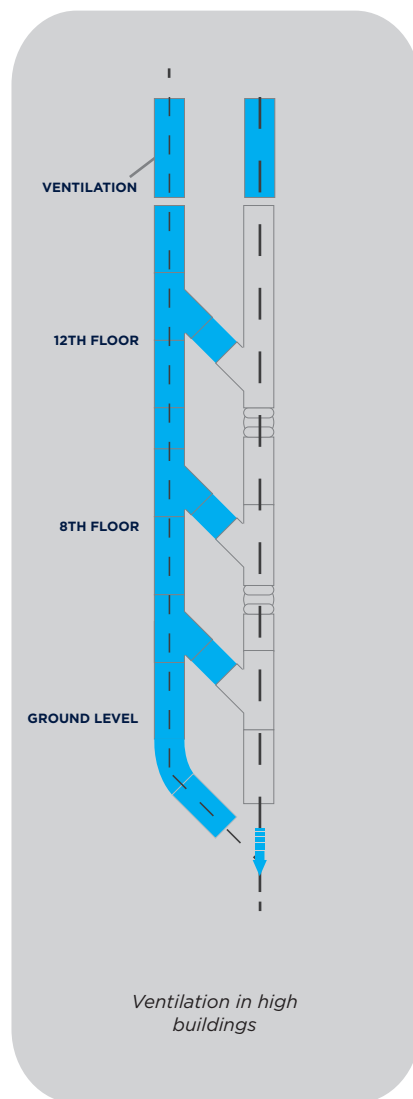 VENTILATION
12TH FLOOR
8TH FLOOR
GROUND LEVEL
Ventilation in high
buildings